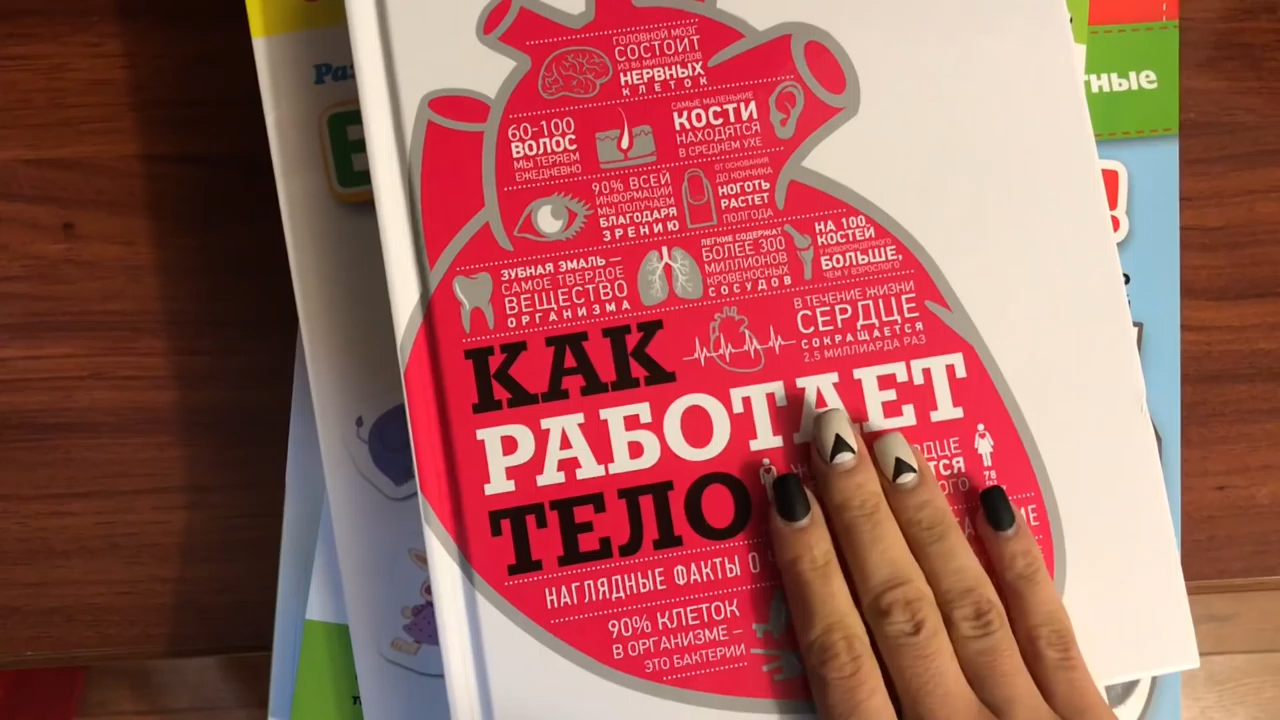 ГОЛОВНОЙ МОЗГ
СОСТОИТ
ИЗ 86 МИЛЛИАРДОВ
НЕРВНЫХ
КЛЕТОК
60-100
ВОЛОС
МЫ ТЕРЯЕМ
ЕЖЕДНЕВНО
САМЫЕ МАЛЕНЬКИЕ
КОСТИ
НАХОДЯТСЯ
В СРЕДНЕМ УХЕ
90% ВСЕЙ
ИНФОРМАЦИИ
МЫ ПОЛУЧАЕМ
БЛАГОДАРЯ
ЗРЕНИЮ
ОТ ОСНОВАНИЯ
ДО КОНЧИКА
НОГОТЬ
РАСТЕТ
ПОЛГОДА
ЗУБНАЯ ЭМАЛЬ —
САМОЕ ТВЕРДОЕ
ВЕЩЕСТВО
ОРГАНИЗМА
ЛЕГКИЕ СОДЕРЖАТ
БОЛЕЕ 300
МИЛЛИОНОВ
КРОВЕНОСНЫХ
СОСУДОВ
НА 100
КОСТЕЙ
У НОВОРОЖДЕННОГО
БОЛЬШЕ,
ЧЕМ У ВЗРОСЛОГО
В ТЕЧЕНИЕ ЖИЗНИ
СЕРДЦЕ
СОКРАЩАЕТСЯ
2,5 МИЛЛИАРДА РАЗ
КАК
РАБОТАЕТ
ТЕЛО
78
НАГЛЯДНЫЕ ФАКТЫ О
90% КЛЕТОК
В ОРГАНИЗМЕ –
ЭТО БАКТЕРИИ
тные